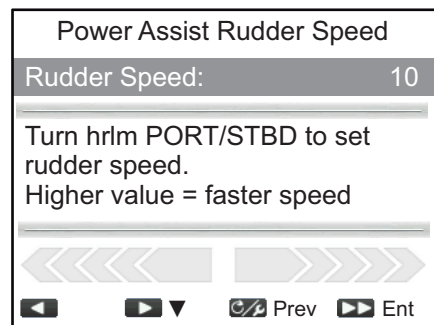 Power Assist Rudder Speed
Rudder Speed: 10
Turn hrlm PORT/STBD to set
rudder speed.
Higher value = faster speed
Prev Ent